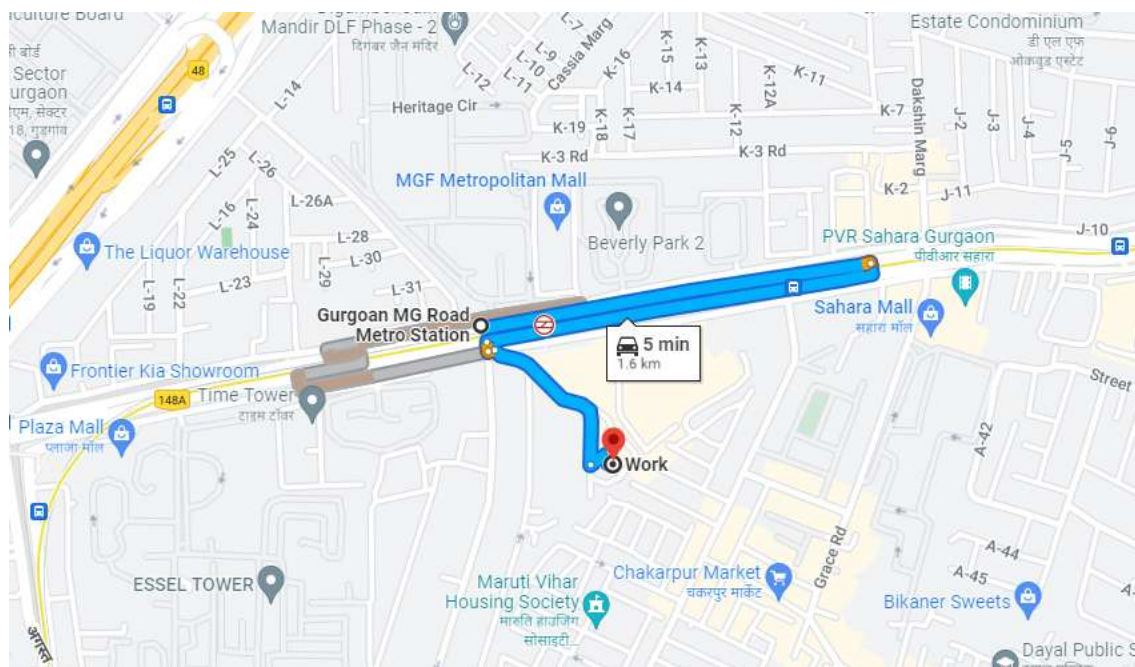 iculture Board
री बोर्ड
Sector
urgaon
18, गुड़गांव
48
Mandir DLF Phase - 2
दिगंबर जैन मंदिर
L-7
L-9
L-10
L-11
L-12
Cassia Marg
K-16
K-15
K-13
K-14
K-11
K-12A
K-7
Estate Condominium
डी एल एफ
ओकवुड एस्टेट
Dakshin Marg
J-2
J-3
J-4
J-5
J-6
L-14
Heritage Cir
K-19
K-18
K-17
K-12
K-3 Rd
K-3 Rd
K-2
J-11
J-10
L-25
L-26
L-16
L-24
L-26A
L-28
L-30
L-29
L-31
L-23
L-22
L-19
The Liquor Warehouse
MGF Metropolitan Mall
Beverly Park 2
PVR Sahara Gurgaon
पीवीआर सहारा
Gurgoan MG Road
Metro Station
Sahara Mall
सहारा मॉल
5 min
1.6 km
Frontier Kia Showroom
148A
Time Tower
टाइम टॉवर
Plaza Mall
प्लाजा मॉल
Work
Street
A-42
A-44
A-45
Grace Rd
ESSEL TOWER
Maruti Vihar
Housing Society
मारुति हाउजिंग
सोसाइटी...
Chakarpur Market
चकरपुर मार्केट
Bikaner Sweets
अगस्त
Dayal Public S